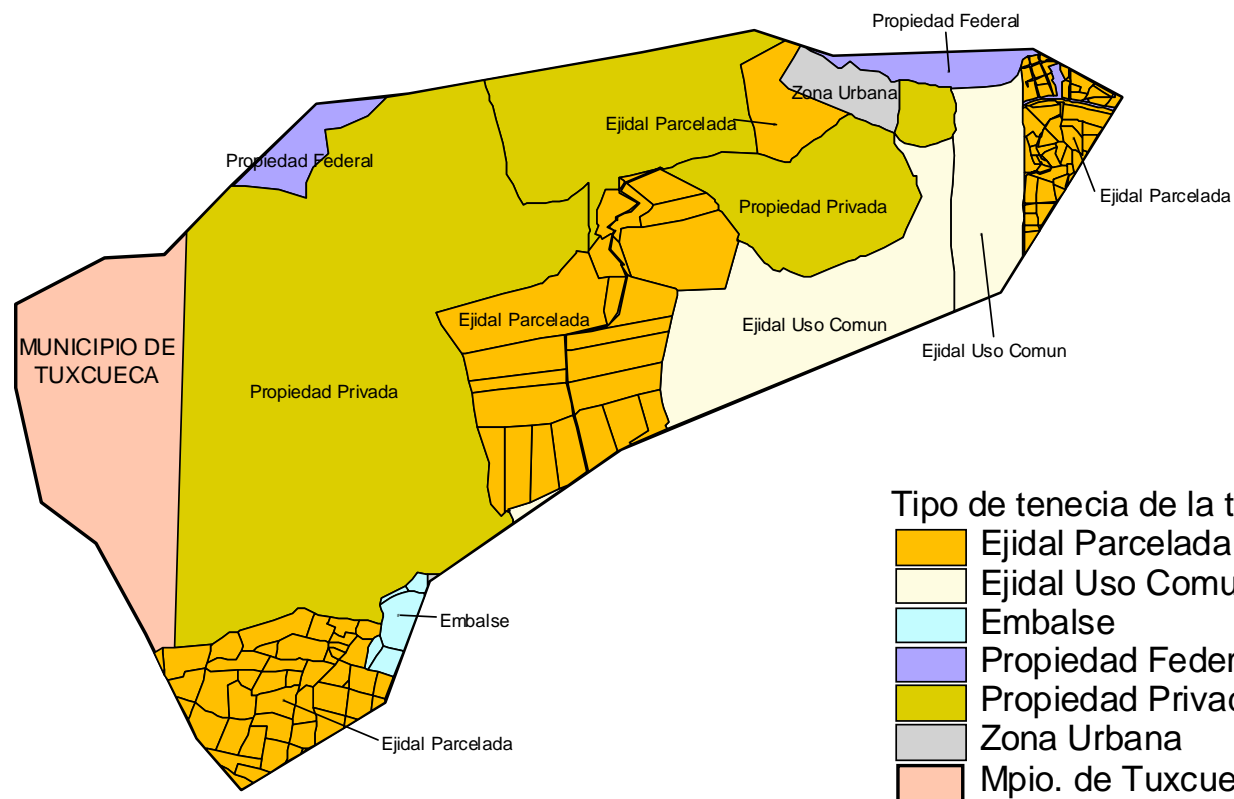 Propiedad Federal
Zona Urbana
Ejidal Parcelada
Propiedad Federal
Ejidal Parcelada
Propiedad Privada
Ejidal Parcelada
Ejidal Uso Comun
MUNICIPIO DE
TUXCUECA
Ejidal Uso Comun
Propiedad Privada
Embalse
Ejidal Parcelada
Tipo de tenecia de la t
Ejidal Parcelada
Ejidal Uso Comu
Embalse
Propiedad Feder
Propiedad Privad
Zona Urbana
Mpio. de Tuxcue